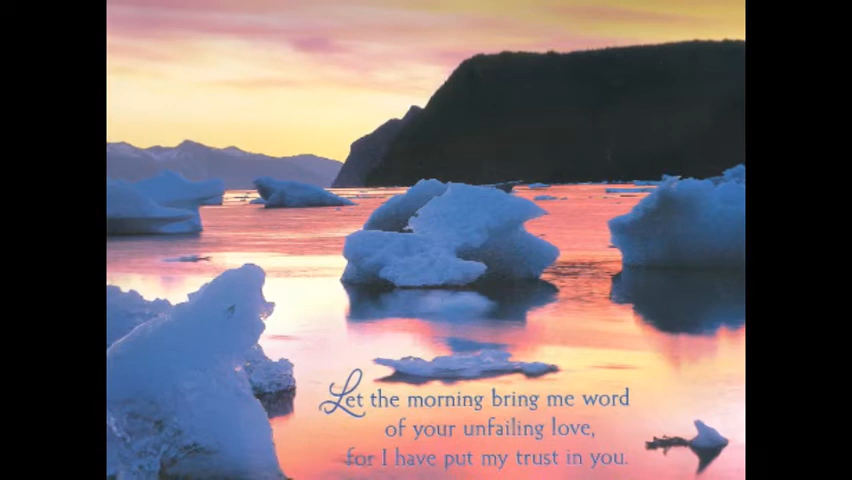 Let the morning bring me word
of your unfailing love,
for I have put my trust in you.